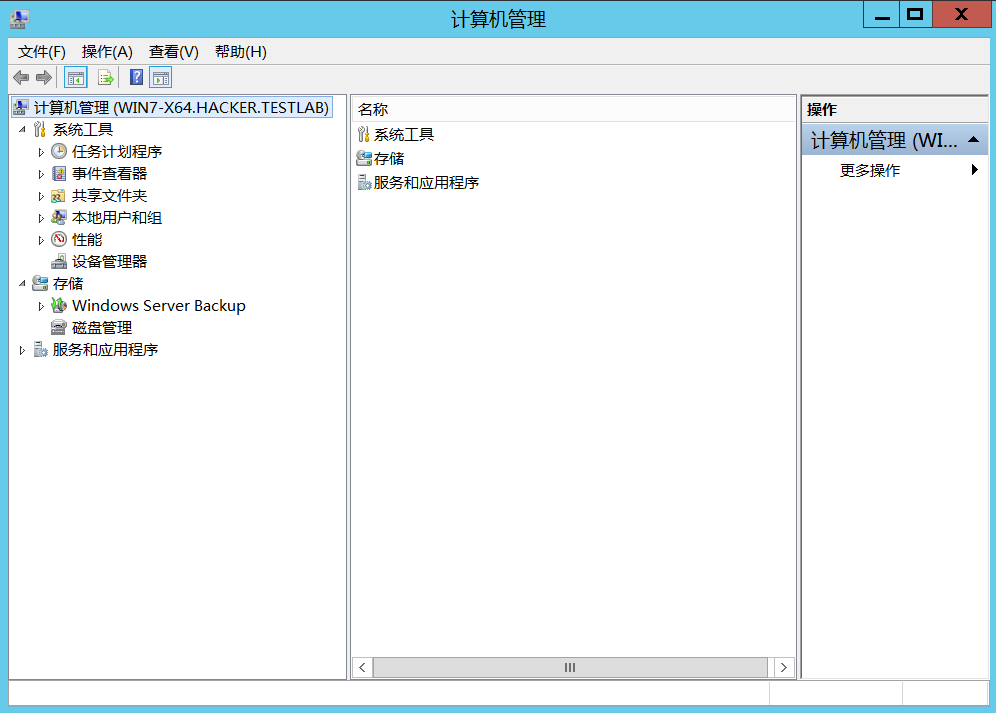 计算机管理
文件(F) 操作(A) 查看(V) 帮助(H)
计算机管理 (WIN7-X64.HACKER.TESTLAB)
系统工具
任务计划程序
事件查看器
共享文件夹
本地用户和组
性能
设备管理器
存储
Windows Server Backup
磁盘管理
服务和应用程序
名称
系统工具
存储
服务和应用程序
操作
计算机管理 (WI...
更多操作